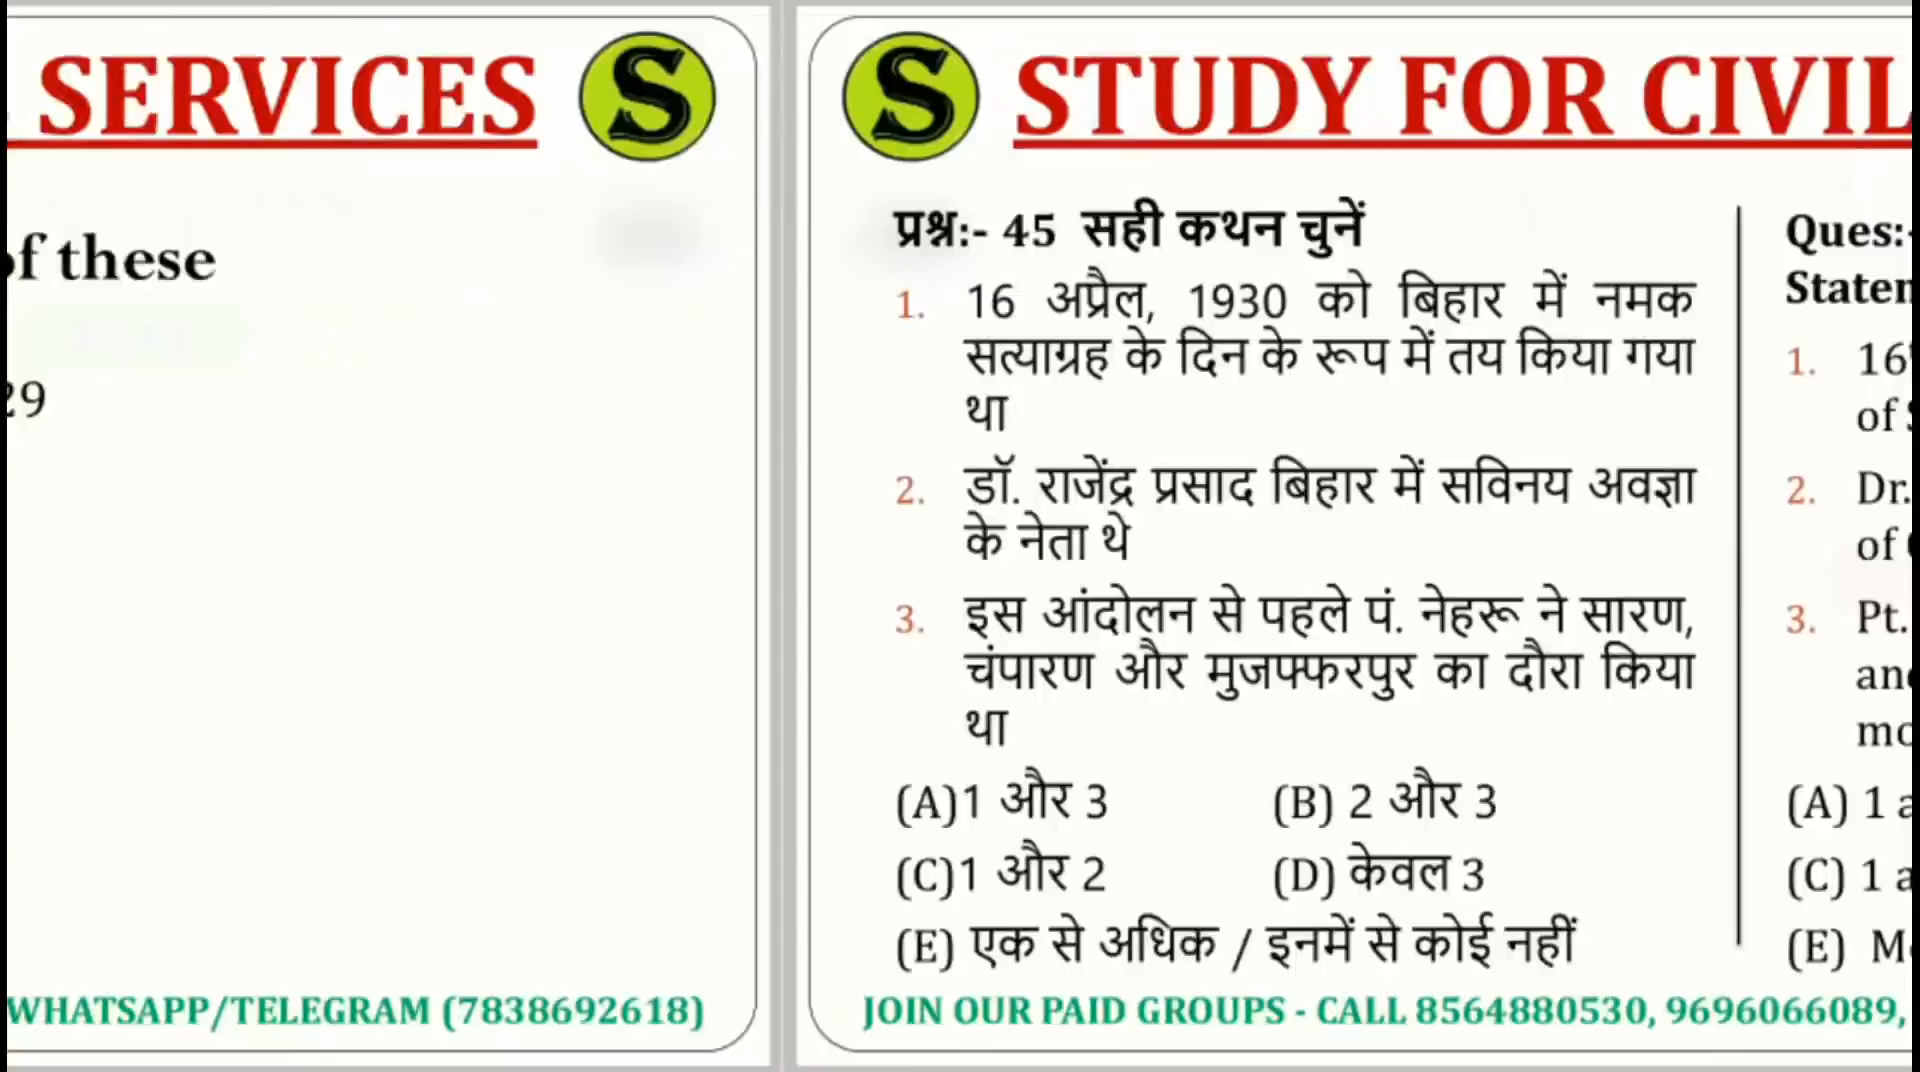 SERVICES
S
of these
29
WHATSAPP/TELEGRAM (7838692618)
S
STUDY FOR CIVIL
प्रश्न:- 45 सही कथन चुनें
1. 16 अप्रैल, 1930 को बिहार में नमक
सत्याग्रह के दिन के रूप में तय किया गया
था
2. डॉ. राजेंद्र प्रसाद बिहार में सविनय अवज्ञा
के नेता थे
3. इस आंदोलन से पहले पं. नेहरू ने सारण,
चंपारण और मुजफ्फरपुर का दौरा किया
था
(A)1 और 3 (B) 2 और 3
(C)1 और 2 (D) केवल 3
(E) एक से अधिक / इनमें से कोई नहीं
Ques:-
1. 16
of
2. Dr.
of
3. Pt.
(A) 1
(C) 1
(E)
JOIN OUR PAID GROUPS - CALL 8564880530, 9696066089,